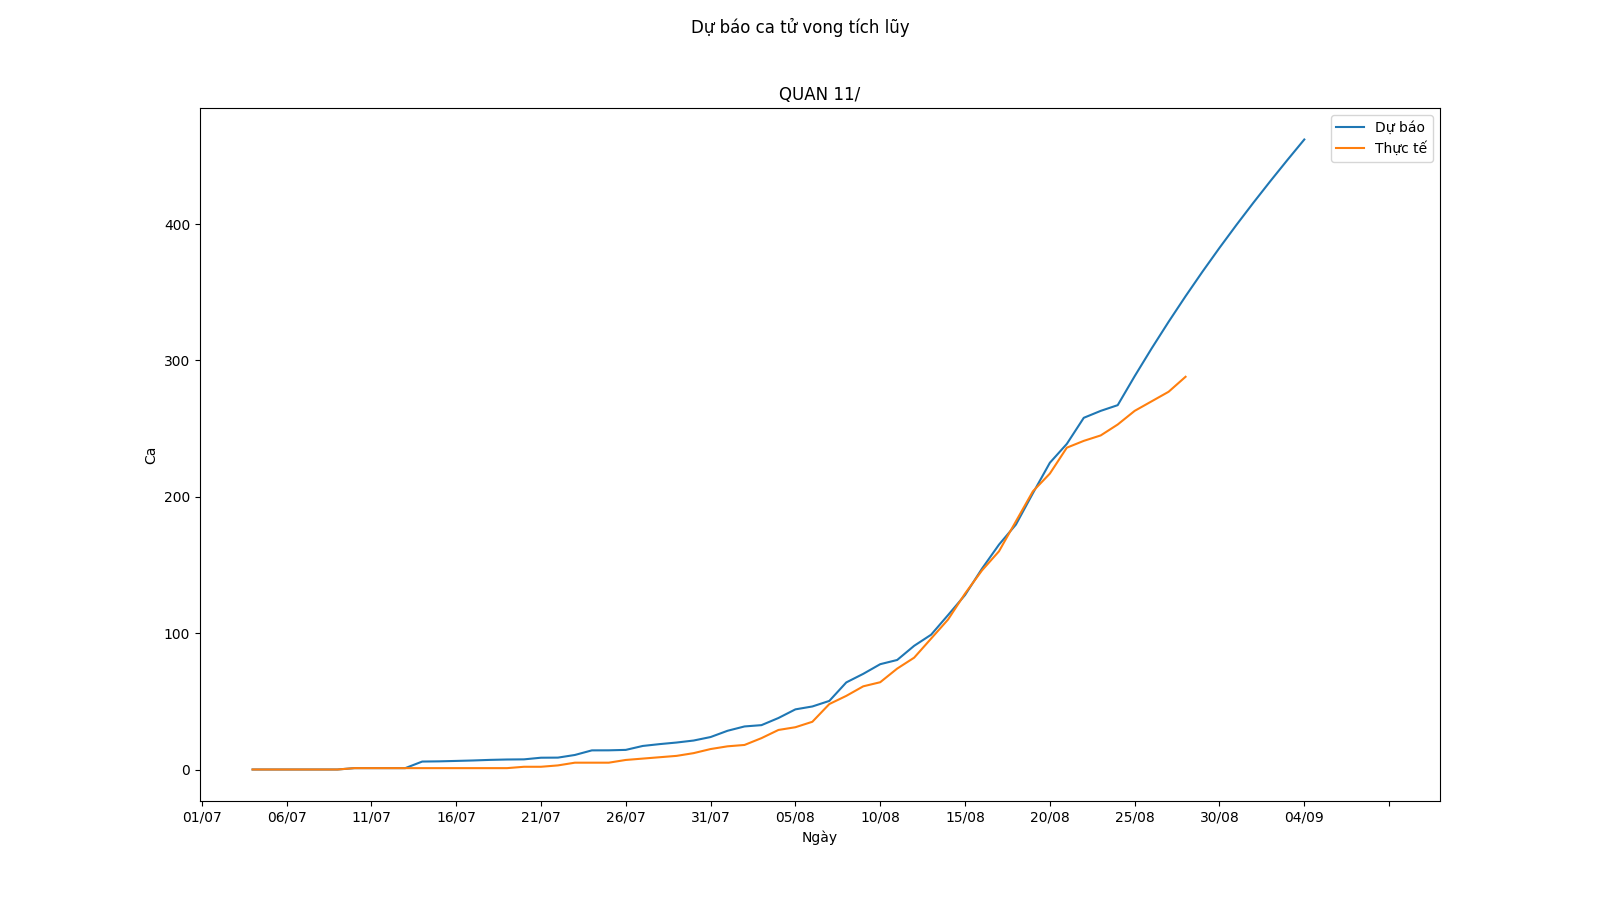 Dự báo ca tử vong tích lũy
QUAN 11/
Dự báo
Thực tế
400
300
200
100
0
Ca
01/07 06/07 11/07 16/07 21/07 26/07 31/07 05/08 10/08 15/08 20/08 25/08 30/08 04/09
Ngày